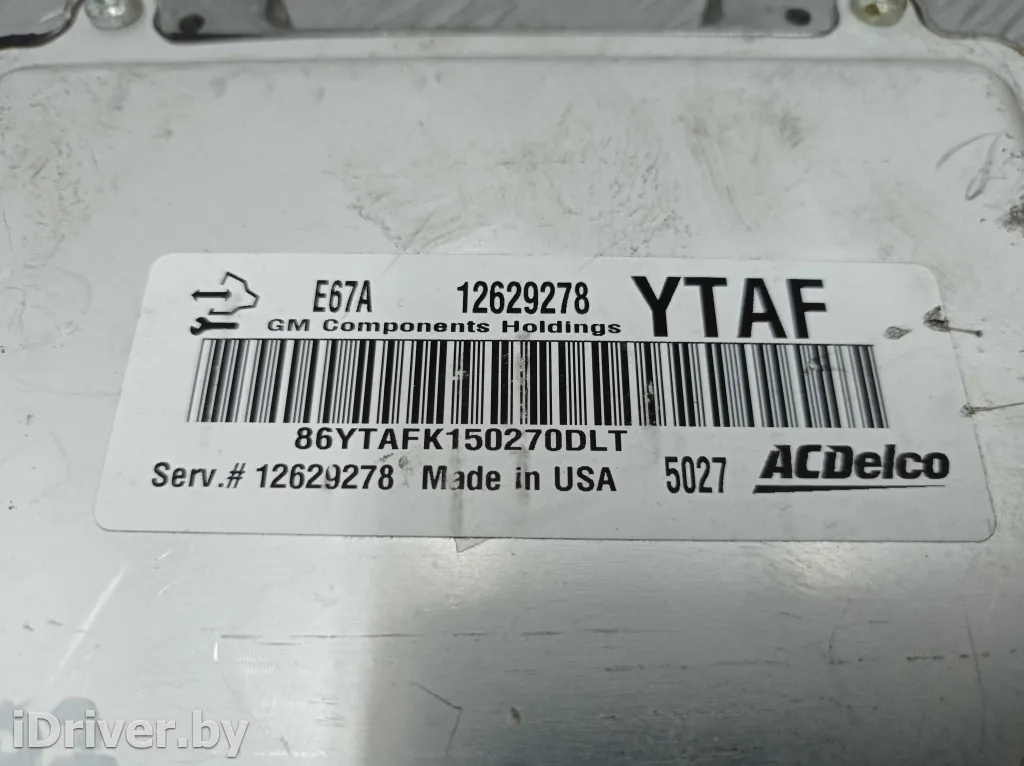 E67A 12629278 YTAF
GM Components Holdings
86YTAFK150270DLT
Serv.# 12629278 Made in USA 5027 ACDelco
iDriver.by